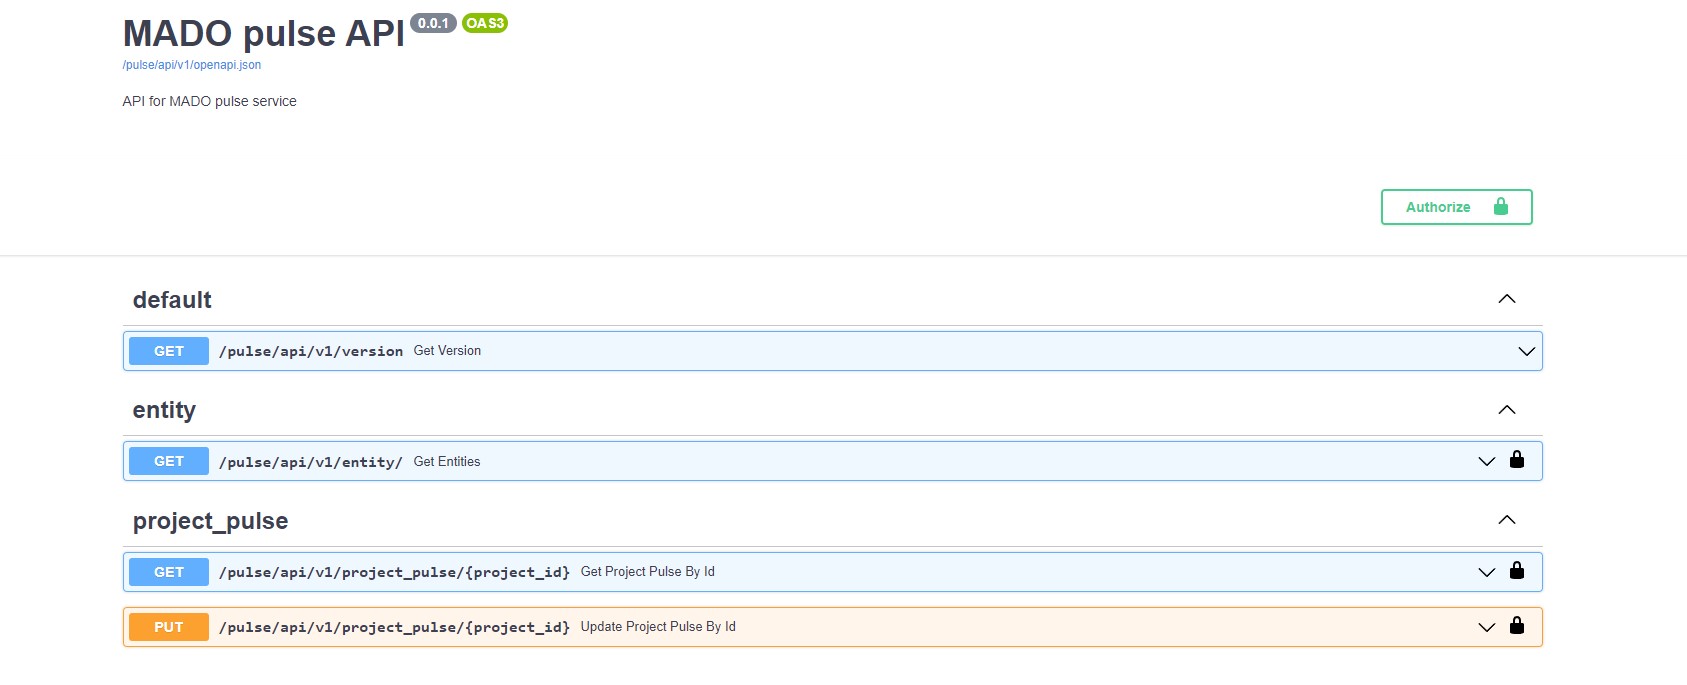 MADO pulse API 0.0.1 OAS3
/pulse/api/v1/openapi.json
API for MADO pulse service
Authorize
default
GET /pulse/api/v1/version Get Version
entity
GET /pulse/api/v1/entity/ Get Entities
project_pulse
GET /pulse/api/v1/project_pulse/{project_id} Get Project Pulse By Id
PUT /pulse/api/v1/project_pulse/{project_id} Update Project Pulse By Id